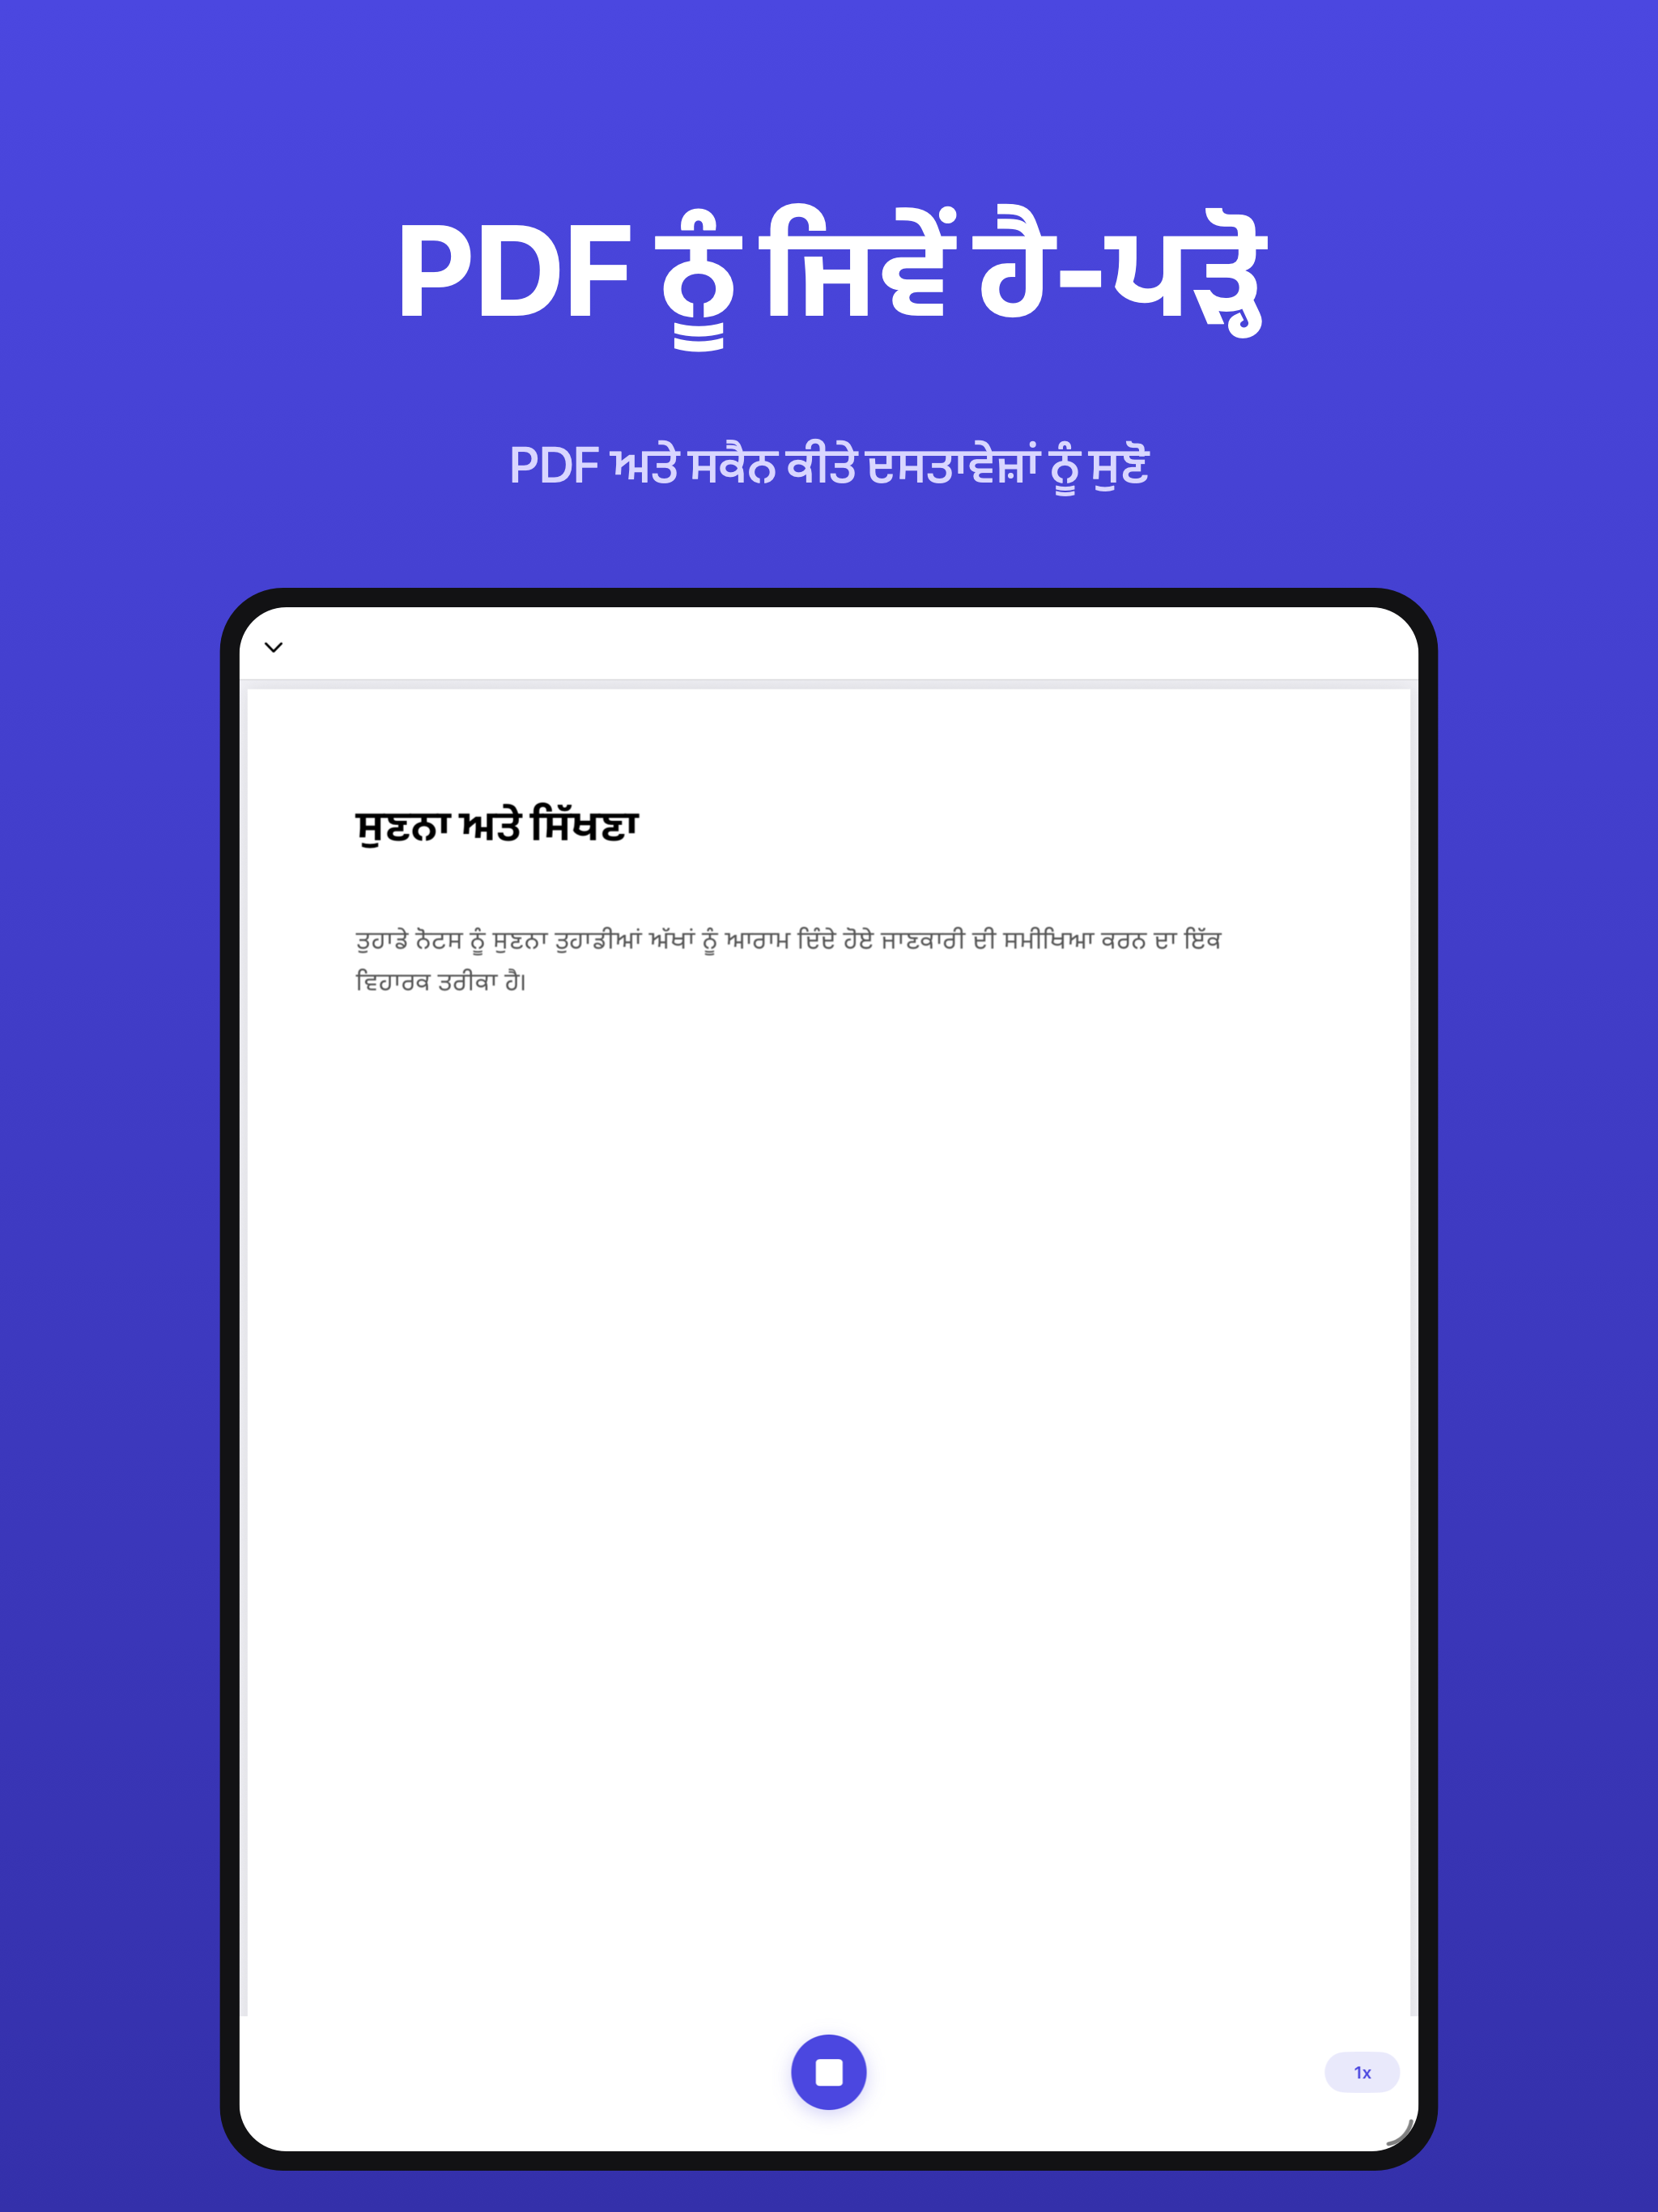 PDF ਨੂੰ ਜਿਵੇਂ ਹੈ-ਪੜ੍ਹੋ
PDF ਅਤੇ ਸਕੈਨ ਕੀਤੇ ਦਸਤਾਵੇਜ਼ਾਂ ਨੂੰ ਸੁਣੋ
ਸੁਣਨਾ ਅਤੇ ਸਿੱਖਣਾ
ਤੁਹਾਡੇ ਨੋਟਸ ਨੂੰ ਸੁਣਨਾ ਤੁਹਾਡੀਆਂ ਅੱਖਾਂ ਨੂੰ ਆਰਾਮ ਦਿੰਦੇ ਹੋਏ ਜਾਣਕਾਰੀ ਦੀ ਸਮੀਖਿਆ ਕਰਨ ਦਾ ਇੱਕ
ਵਿਹਾਰਕ ਤਰੀਕਾ ਹੈ।
1x